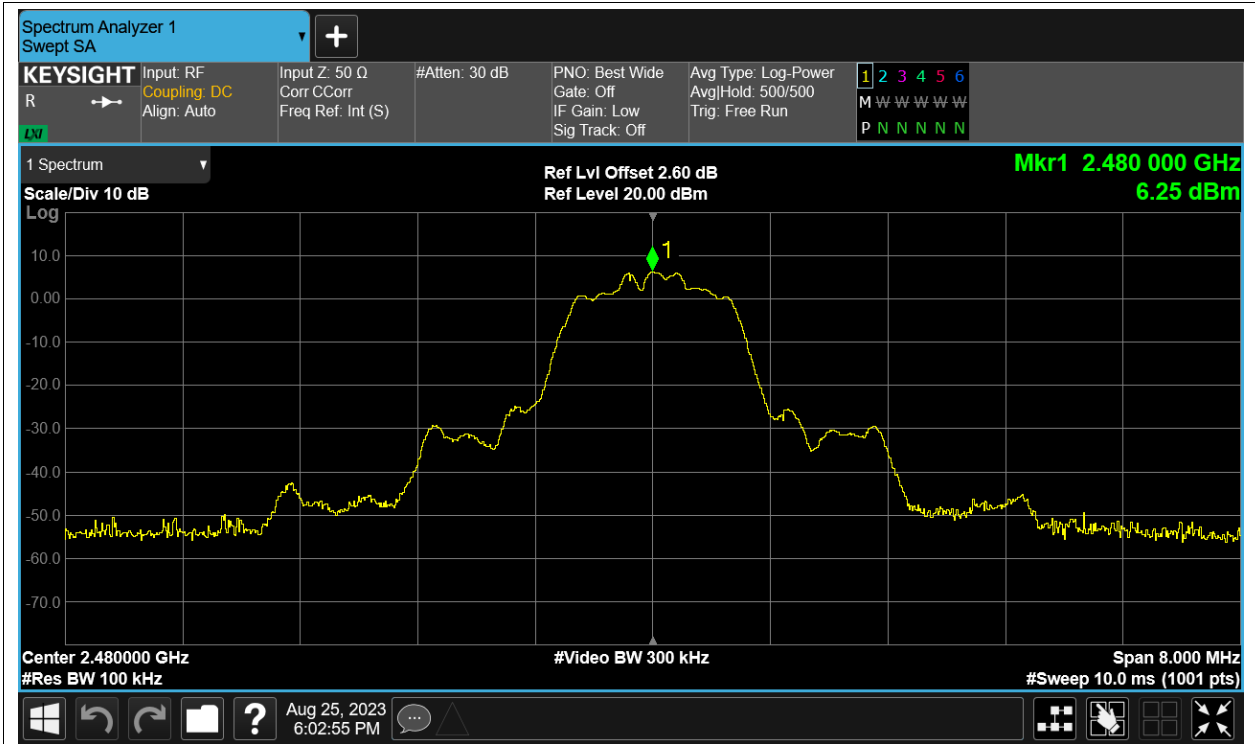 Spectrum Analyzer 1
Swept SA
KEYSIGHT
R
LXI
Input: RF
Coupling: DC
Align: Auto
Input Z: 50 Ω
Corr CCorr
Freq Ref: Int (S)
#Atten: 30 dB
PNO: Best Wide
Gate: Off
IF Gain: Low
Sig Track: Off
Avg Type: Log-Power
Avg|Hold: 500/500
Trig: Free Run
1 2 3 4 5 6
M W W W W W
P N N N N N
1 Spectrum
Scale/Div 10 dB
Log
Ref Lvl Offset 2.60 dB
Ref Level 20.00 dBm
Mkr1 2.480 000 GHz
6.25 dBm
1
10.0
0.00
-10.0
-20.0
-30.0
-40.0
-50.0
-60.0
-70.0
Center 2.480000 GHz
#Res BW 100 kHz
#Video BW 300 kHz
Span 8.000 MHz
#Sweep 10.0 ms (1001 pts)
?
Aug 25, 2023
6:02:55 PM